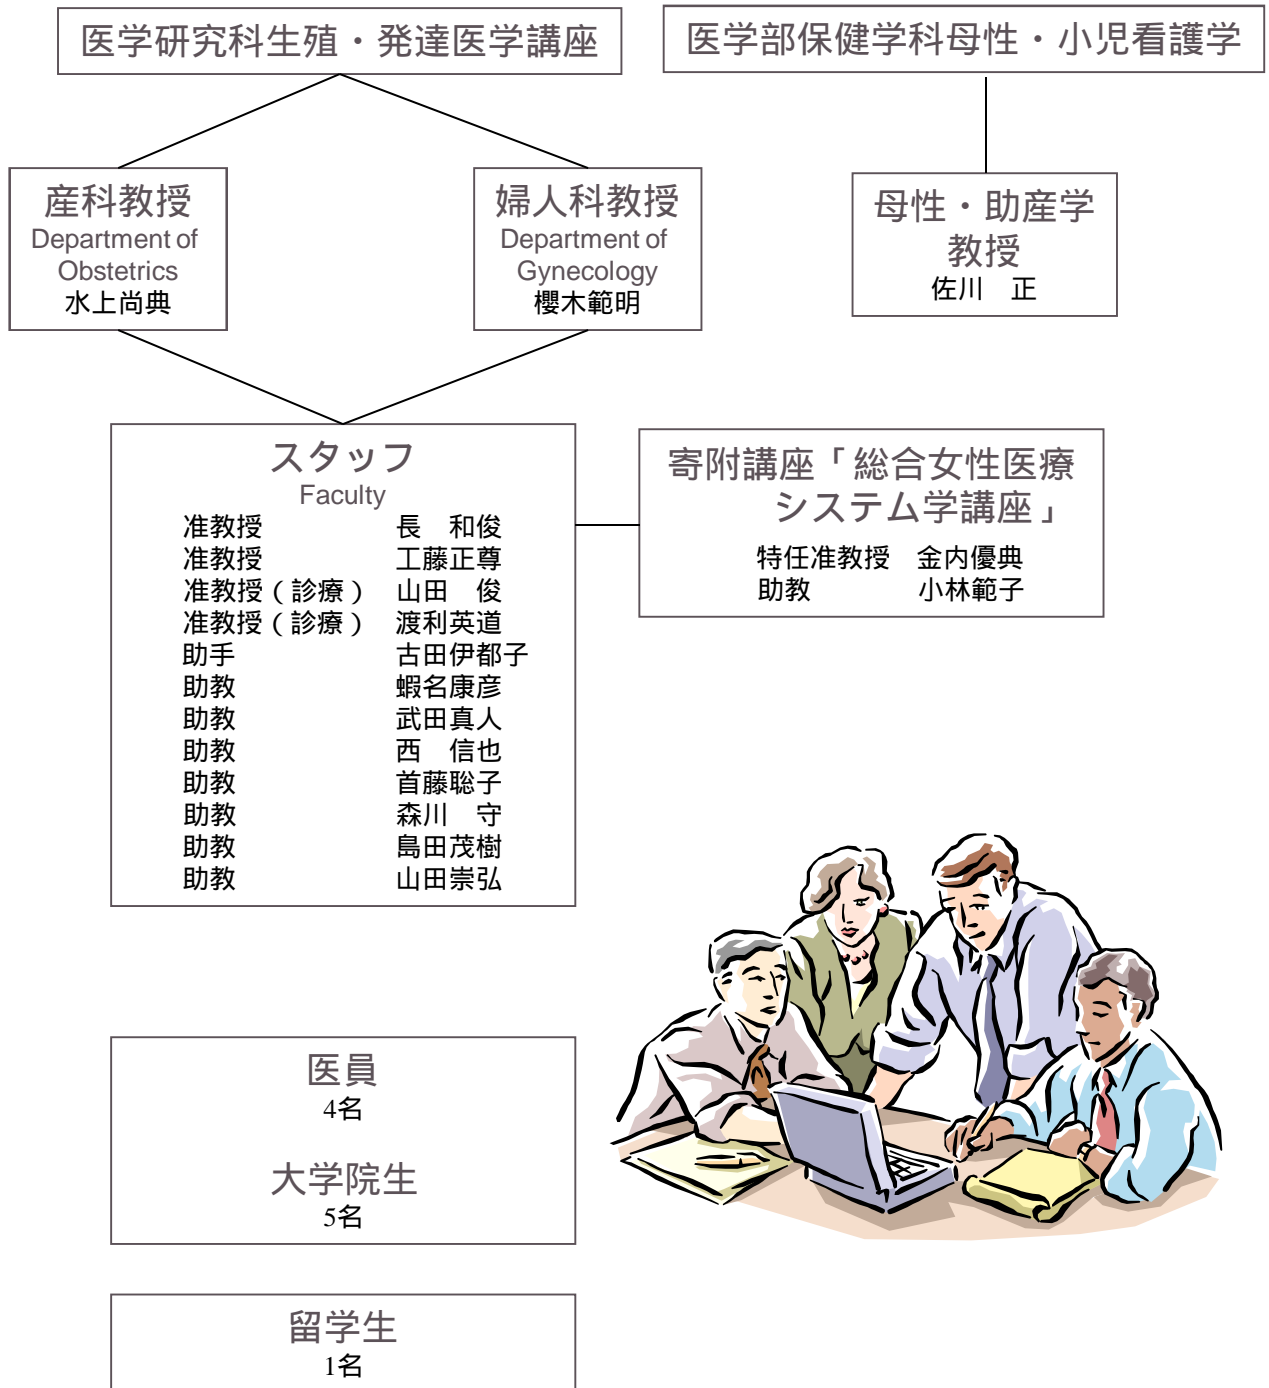 医学研究科生殖・発達医学講座
医学部保健学科母性・小児看護学
産科教授
Department of
Obstetrics
水上尚典
婦人科教授
Department of
Gynecology
櫻木範明
母性・助産学
教授
佐川　正
スタッフ
Faculty
准教授　長　和俊
准教授　工藤正尊
准教授（診療）　山田　俊
准教授（診療）　渡利英道
助手　古田伊都子
助教　蝦名康彦
助教　武田真人
助教　西　信也
助教　首藤聡子
助教　森川　守
助教　島田茂樹
助教　山田崇弘
寄附講座「総合女性医療
システム学講座」
特任准教授　金内優典
助教　小林範子
医員
4名
大学院生
5名
留学生
1名